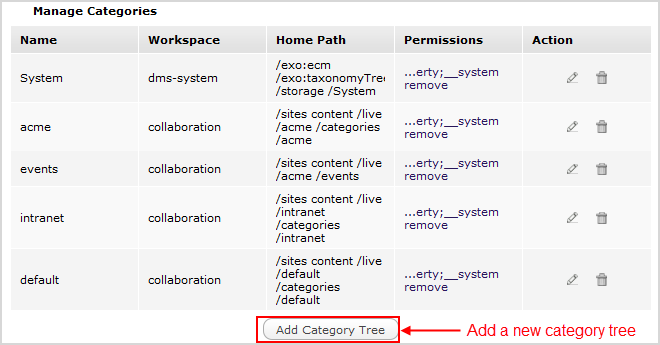 Manage Categories
Name Workspace Home Path Permissions Action
System dms-system /exo:ecm
/exo:taxonomyTre
/storage /System
...erty;__system
remove
acme collaboration /sites content /live
/acme /categories
/acme
...erty;__system
remove
events collaboration /sites content /live
/acme /events
...erty;__system
remove
intranet collaboration /sites content /live
/intranet
/categories
/intranet
...erty;__system
remove
default collaboration /sites content /live
/default
/categories
/default
...erty;__system
remove
Add Category Tree Add a new category tree